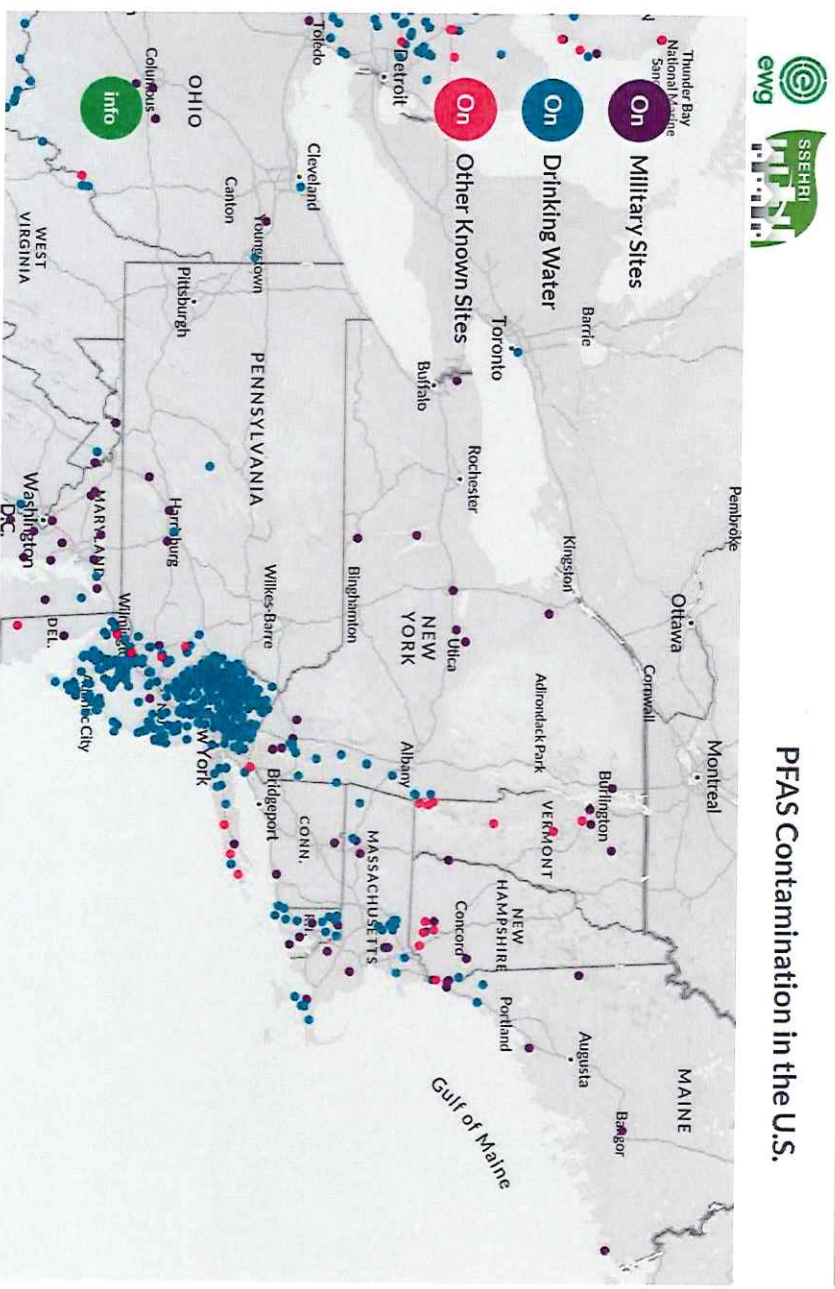 ewg
SSEHRI
PFAS Contamination in the U.S.
On Military Sites
On Drinking Water
On Other Known Sites
info
Thunder Bay
National Marine
Pembroke
Ottawa
Montreal
Cornwall
Barrie
Kingston
Toronto
Burlington
VERMONT
Adirondack Park
MAINE
Augusta
Bangor
Portland
Gulf of Maine
Rochester
Utica
NEW
YORK
NEW
HAMPSHIRE
Concord
Buffalo
Albany
Detroit
Toledo
Binghamton
MASSACHUSETTS
CONN.
R.I.
Bridgeport
Cleveland
Youngstown
Canton
OHIO
Columbus
PENNSYLVANIA
Wilkes-Barre
Pittsburgh
Harrisburg
w York
N.J.
WEST
VIRGINIA
MARYLAND
Wilmington
Atlantic City
DEL.
Washington
D.C.